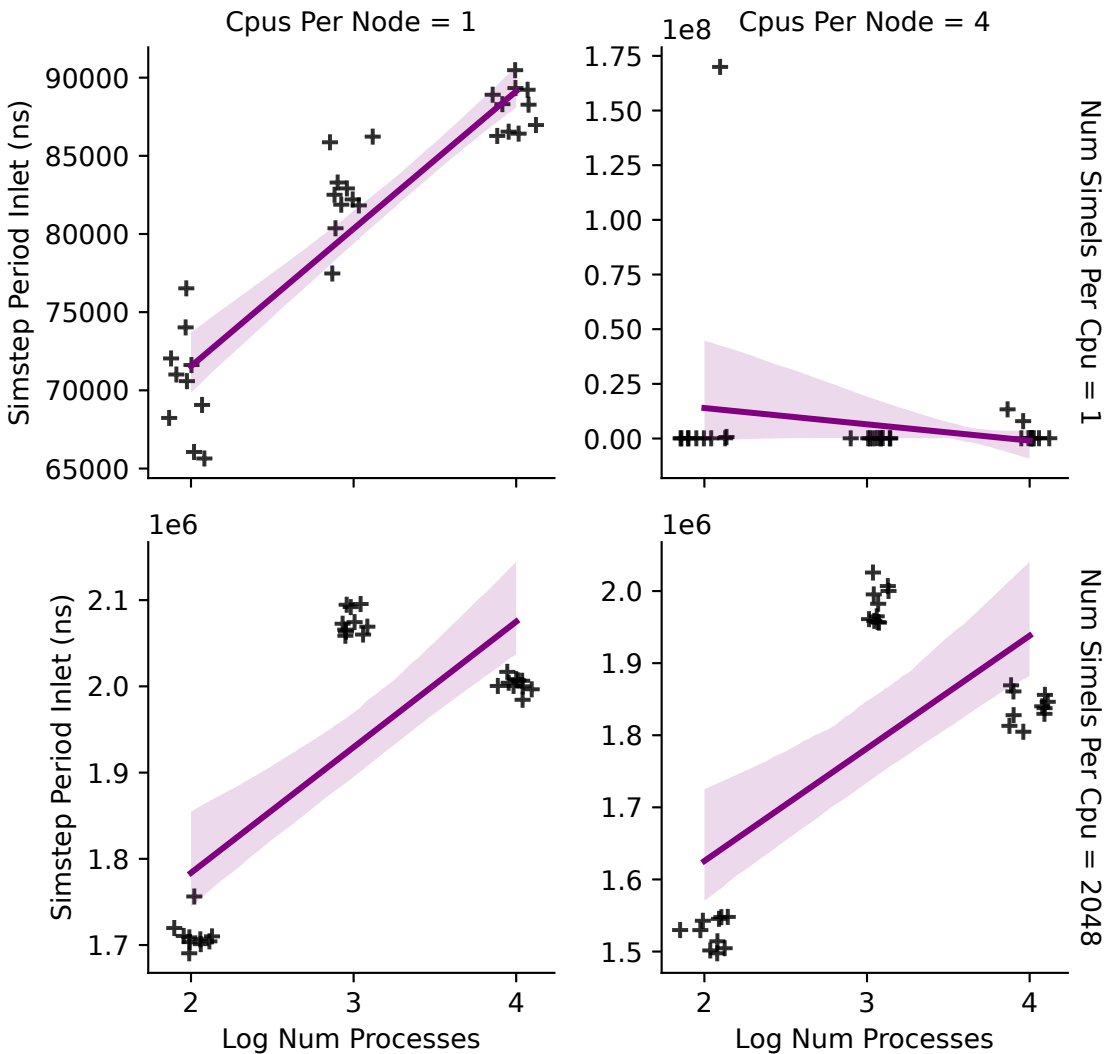 Cpus Per Node = 1
Cpus Per Node = 4
Simstep Period Inlet (ns)
90000
85000
80000
75000
70000
65000
1e8
1.75
1.50
1.25
1.00
0.75
0.50
0.25
0.00
Num Simels Per Cpu = 1
Simstep Period Inlet (ns)
1e6
2.1
2.0
1.9
1.8
1.7
2
3
4
Log Num Processes
1e6
2.0
1.9
1.8
1.7
1.6
1.5
2
3
4
Log Num Processes
Num Simels Per Cpu = 2048